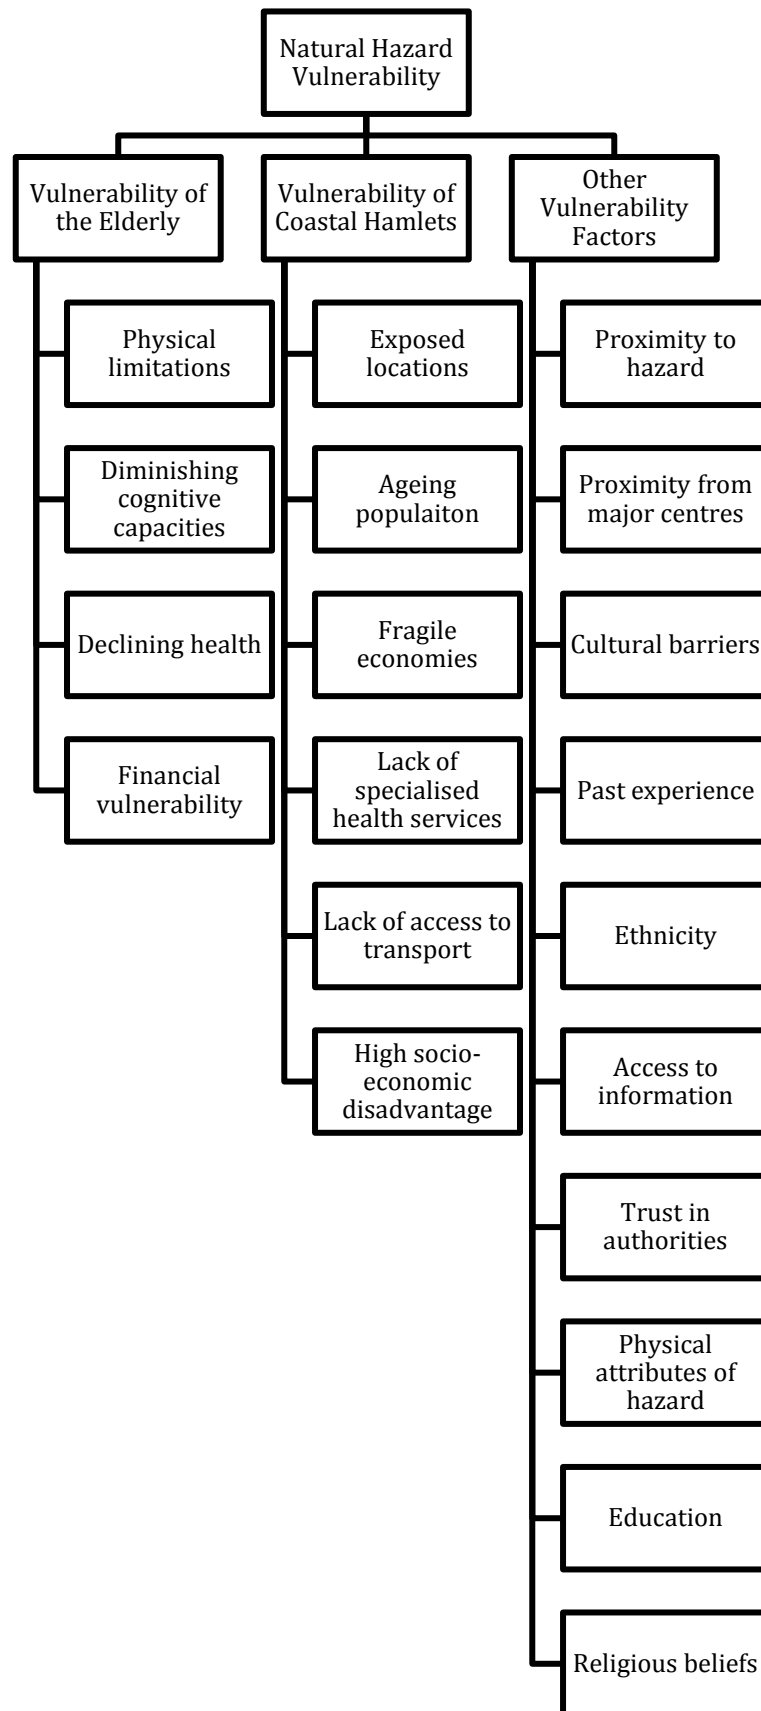 Natural Hazard
Vulnerability
Vulnerability of
the Elderly
Physical
limitations
Diminishing
cognitive
capacities
Declining health
Financial
vulnerability
Vulnerability of
Coastal Hamlets
Exposed
locations
Ageing
populaiton
Fragile
economies
Lack of
specialised
health services
Lack of access to
transport
High socio-
economic
disadvantage
Other
Vulnerability
Factors
Proximity to
hazard
Proximity from
major centres
Cultural barriers
Past experience
Ethnicity
Access to
information
Trust in
authorities
Physical
attributes of
hazard
Education
Religious beliefs